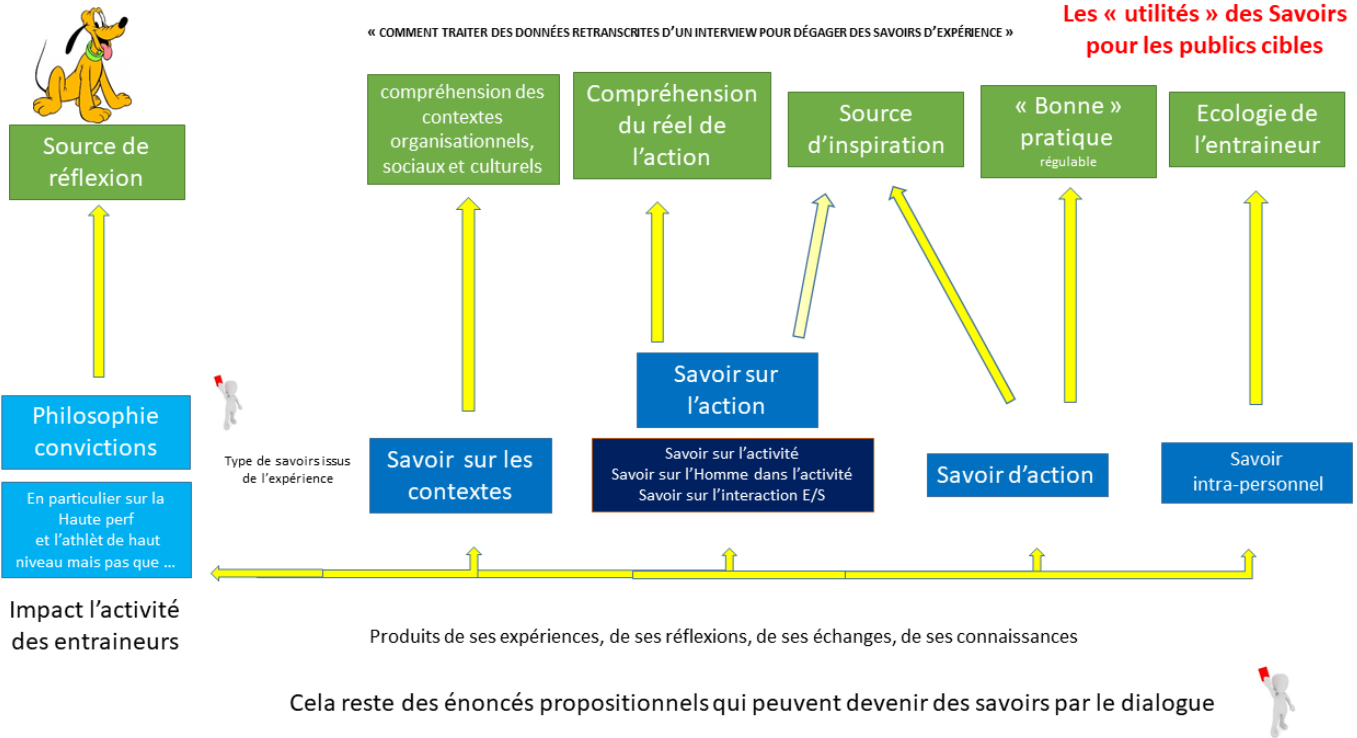 « COMMENT TRAITER DES DONNÉES RETRANSCRITES D'UN INTERVIEW POUR DÉGAGER DES SAVOIRS D'EXPÉRIENCE »
Les « utilités » des Savoirs
pour les publics cibles
Source de
réflexion
compréhension des
contextes
organisationnels,
sociaux et culturels
Compréhension
du réel de
l'action
Source
d'inspiration
« Bonne »
pratique
régulable
Ecologie de
l'entraineur
Philosophie
convictions
En particulier sur la
Haute perf
et l'athlèt de haut
niveau mais pas que …
Impact l'activité
des entraineurs
Type de savoirs issus
de l'expérience
Savoir sur les
contextes
Savoir sur
l'action
Savoir sur l'activité
Savoir sur l'Homme dans l'activité
Savoir sur l'interaction E/S
Savoir d'action
Savoir
intra-personnel
Produits de ses expériences, de ses réflexions, de ses échanges, de ses connaissances
Cela reste des énoncés propositionnels qui peuvent devenir des savoirs par le dialogue